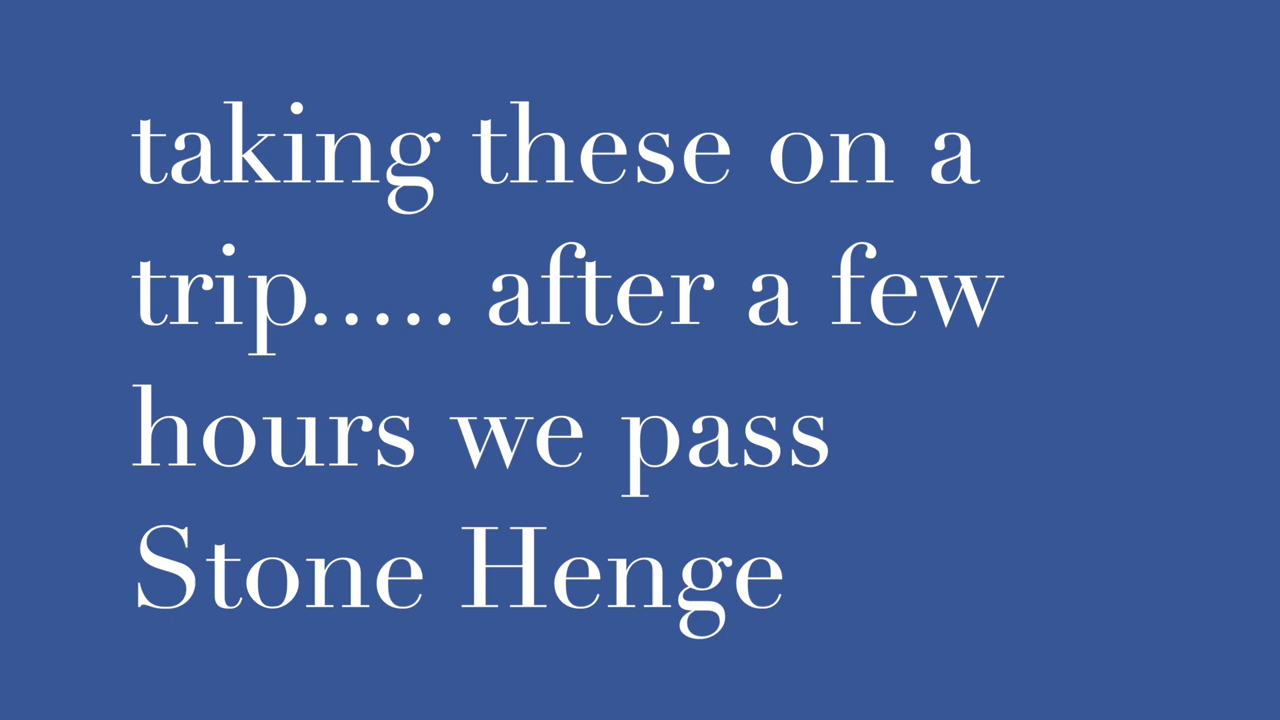 taking these on a
trip..... after a few
hours we pass
Stone Henge